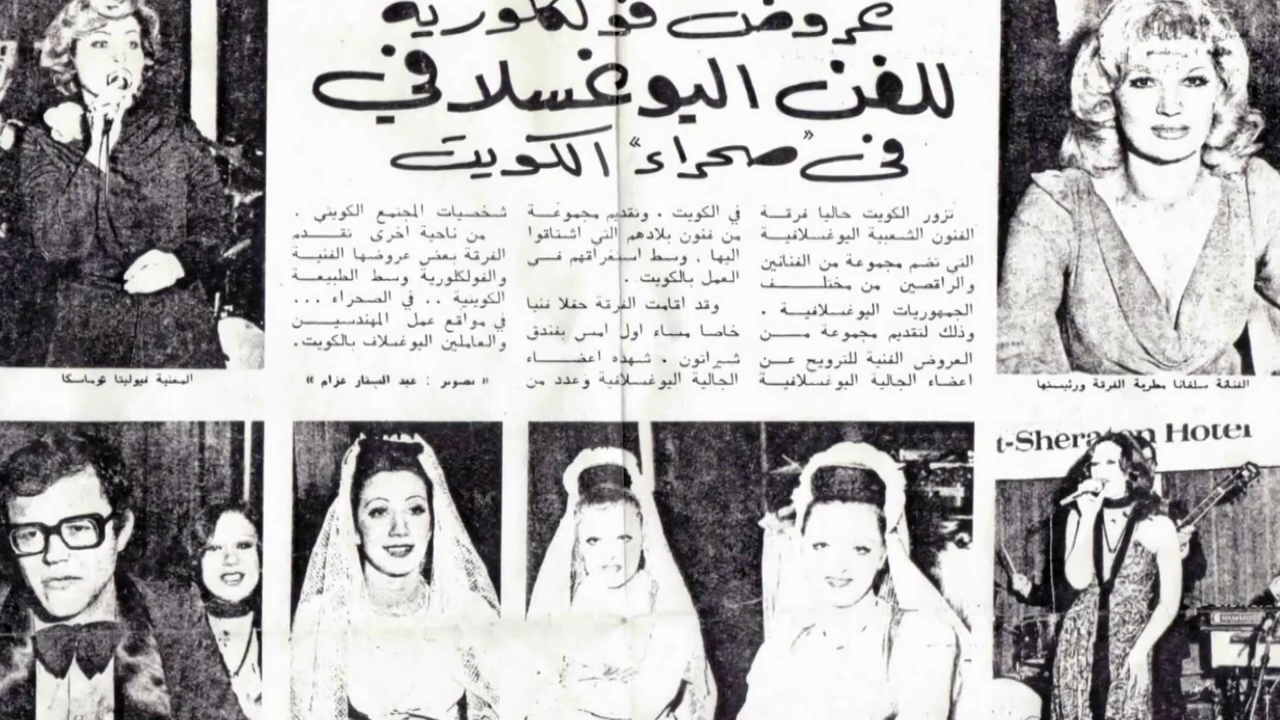 عروض فولكلورية
للفن اليوغسلافي
في "صحراء" الكويت
تزور الكويت حاليا فرقة
الفنون الشعبية اليوغسلافية
التي تضم مجموعة من الفنانين
والراقصين من مختلف
الجمهوريات اليوغسلافية .
وذلك لتقديم مجموعة من
العروض الفنية للترويح عن
اعضاء الجالية اليوغسلافية
في الكويت . وتقديم مجموعة
من فنون بلادهم التي اشتاقوا
اليها . وسط استغراقهم في
العمل بالكويت .
وقد اقامت الفرقة حفلا فنيا
خاصا مساء اول امس بفندق
شيراتون . شهده اعضاء
الجالية اليوغسلافية وعدد من
شخصيات المجتمع الكويتي .
من ناحية اخرى تقدم
الفرقة بعض عروضها الفنية
والفولكلورية وسط الطبيعة
الكويتية .. في الصحراء ...
في مواقع عمل المهندسين
والعاملين اليوغسلاف بالكويت.
« تصوير : عبد الستار عزام »
الفنانة سلفانا مطربة الفرقة ورئيستها
المغنية فيوليتا توماسكا
t-Sheraton Hotel
HAMMOND